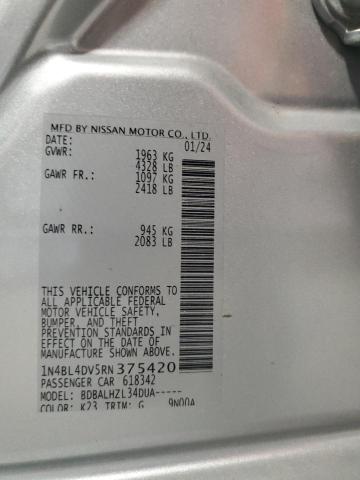 MFD BY NISSAN MOTOR CO., LTD.
DATE: 01/24
GVWR: 1963 KG
4328 LB
GAWR FR.: 1097 KG
2418 LB
GAWR RR.: 945 KG
2083 LB
THIS VEHICLE CONFORMS TO
ALL APPLICABLE FEDERAL
MOTOR VEHICLE SAFETY,
BUMPER, AND THEFT
PREVENTION STANDARDS IN
EFFECT ON THE DATE OF
MANUFACTURE SHOWN ABOVE.
1N4BL4DV5RN375420
PASSENGER CAR 618342
MODEL: BDBALHZL34DUA-----
COLOR: K23 TRIM: G 9N00A